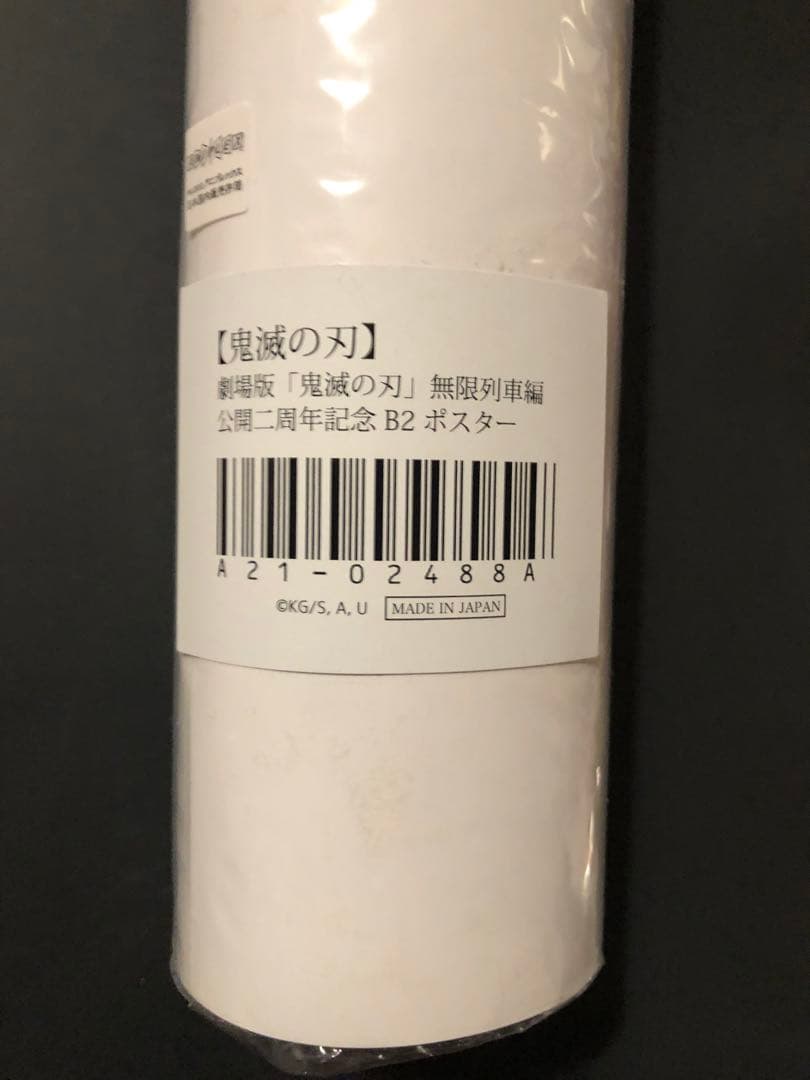 【鬼滅の刃】
劇場版「鬼滅の刃」無限列車編
公開二周年記念 B2 ポスター
A21-02488A
©KG/S, A, U MADE IN JAPAN